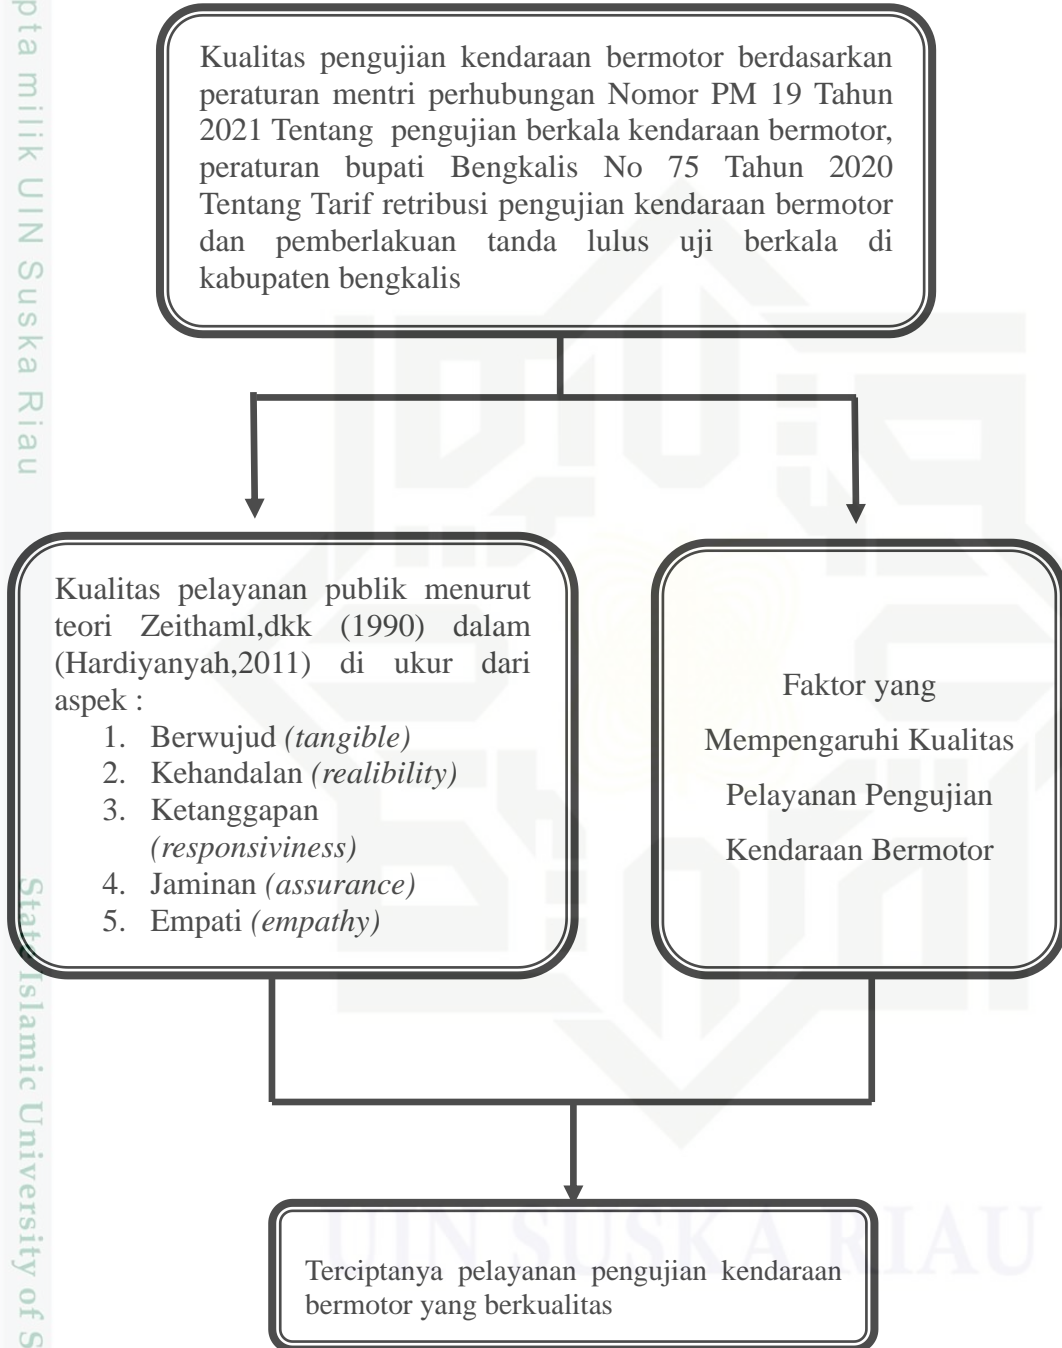 Kualitas pengujian kendaraan bermotor berdasarkan
peraturan mentri perhubungan Nomor PM 19 Tahun
2021 Tentang pengujian berkala kendaraan bermotor,
peraturan bupati Bengkalis No 75 Tahun 2020
Tentang Tarif retribusi pengujian kendaraan bermotor
dan pemberlakuan tanda lulus uji berkala di
kabupaten bengkalis
Kualitas pelayanan publik menurut
teori Zeithaml,dkk (1990) dalam
(Hardiyanyah,2011) di ukur dari
aspek :
1. Berwujud (tangible)
2. Kehandalan (realibility)
3. Ketanggapan
(responsiviness)
4. Jaminan (assurance)
5. Empati (empathy)
Faktor yang
Mempengaruhi Kualitas
Pelayanan Pengujian
Kendaraan Bermotor
Terciptanya pelayanan pengujian kendaraan
bermotor yang berkualitas
UIN SUSKA RIAU
pta milik UIN Suska Riau
State Islamic University of S